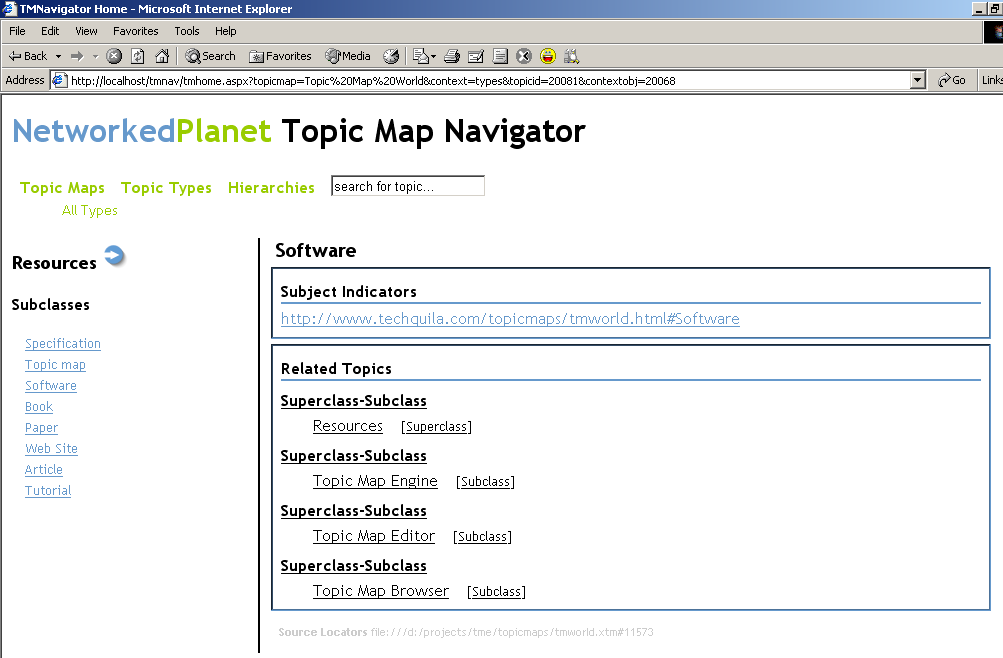 TMNavigator Home - Microsoft Internet Explorer
File Edit View Favorites Tools Help
Back Search Favorites Media
Address http://localhost/tmnav/tmhome.aspx?topicmap=Topic%20Map%20World&context=types&topicid=20081&contextobj=20068 Go Links
NetworkedPlanet Topic Map Navigator
Topic Maps Topic Types Hierarchies search for topic...
All Types
Resources
Subclasses
Specification
Topic map
Software
Book
Paper
Web Site
Article
Tutorial
Software
Subject Indicators
http://www.techquila.com/topicmaps/tmworld.html#Software
Related Topics
Superclass-Subclass
Resources [Superclass]
Superclass-Subclass
Topic Map Engine [Subclass]
Superclass-Subclass
Topic Map Editor [Subclass]
Superclass-Subclass
Topic Map Browser [Subclass]
Source Locators file:///d:/projects/tme/topicmaps/tmworld.xtm#11573